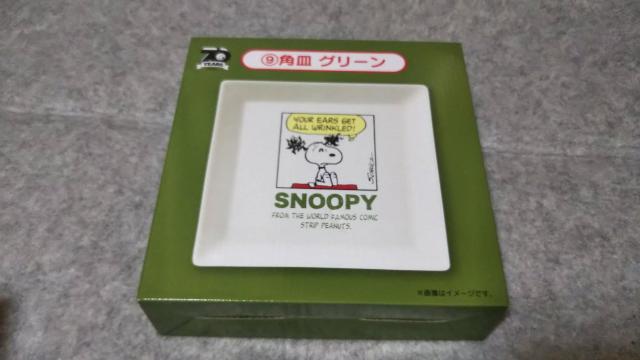 70
YEARS
⑨角皿 グリーン
YOUR EARS GET
ALL WRINKLED!
SCHULZ
SNOOPY
FROM THE WORLD FAMOUS COMIC
STRIP PEANUTS.
※画像はイメージです。